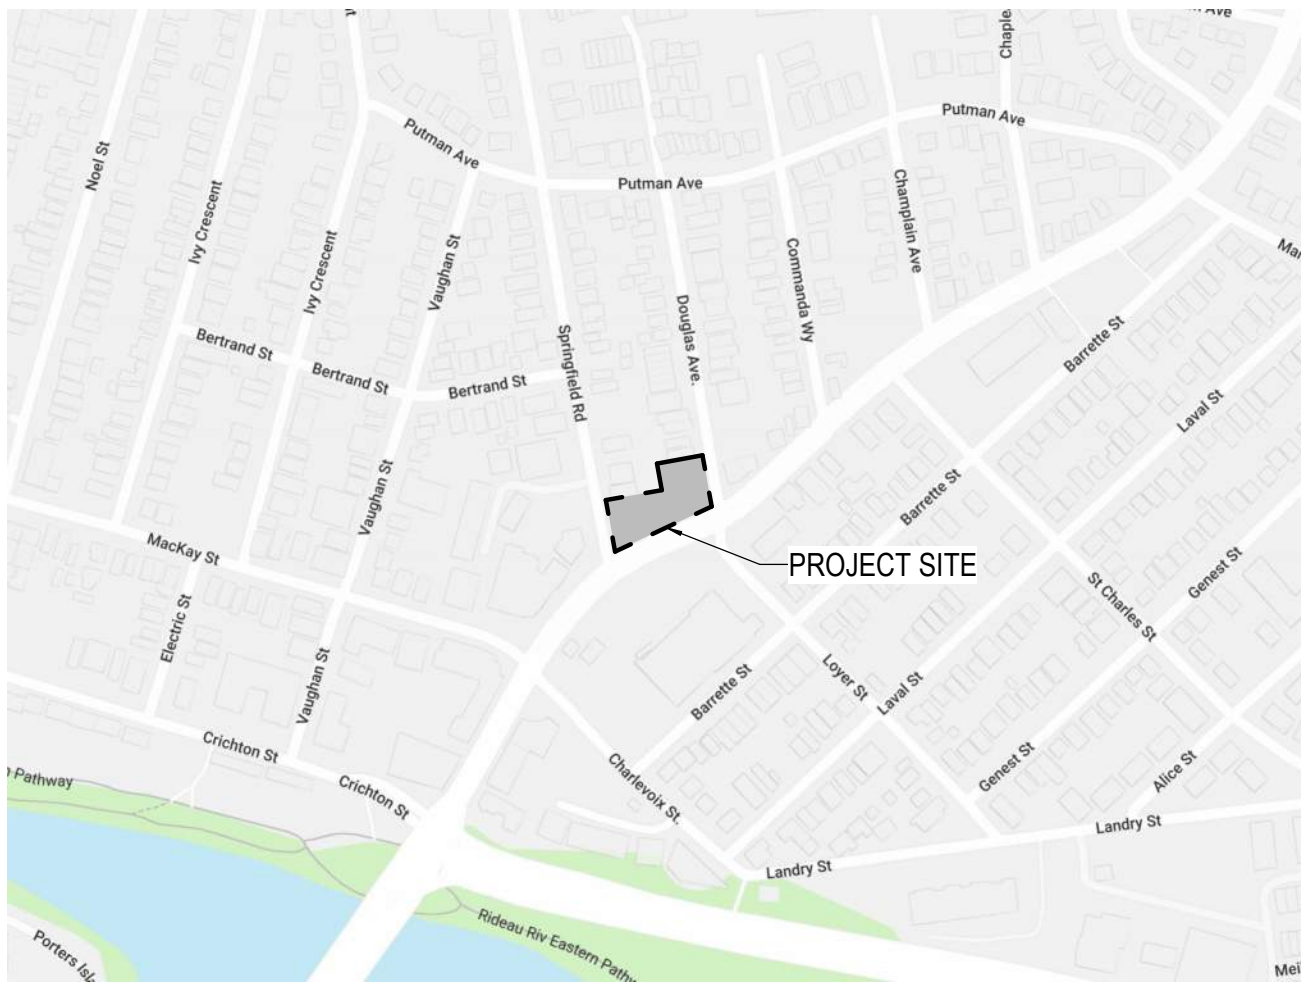 Noel St
Ivy Crescent
Ivy Crescent
Putman Ave
Vaughan St
Putman Ave
Putman Ave
Champlain Ave
Commanda Wy
Douglas Ave.
Springfield Rd
Bertrand St
Bertrand St
Bertrand St
Barrette St
Laval St
Vaughan St
MacKay St
Electric St
Vaughan St
PROJECT SITE
Barrette St
Genest St
St Charles St
Loyer St
Laval St
Barrette St
Crichton St
Crichton St
Charlevoix St.
Genest St
Alice St
Landry St
Landry St
Pathway
Rideau Riv Eastern Pathw
Porters Isl